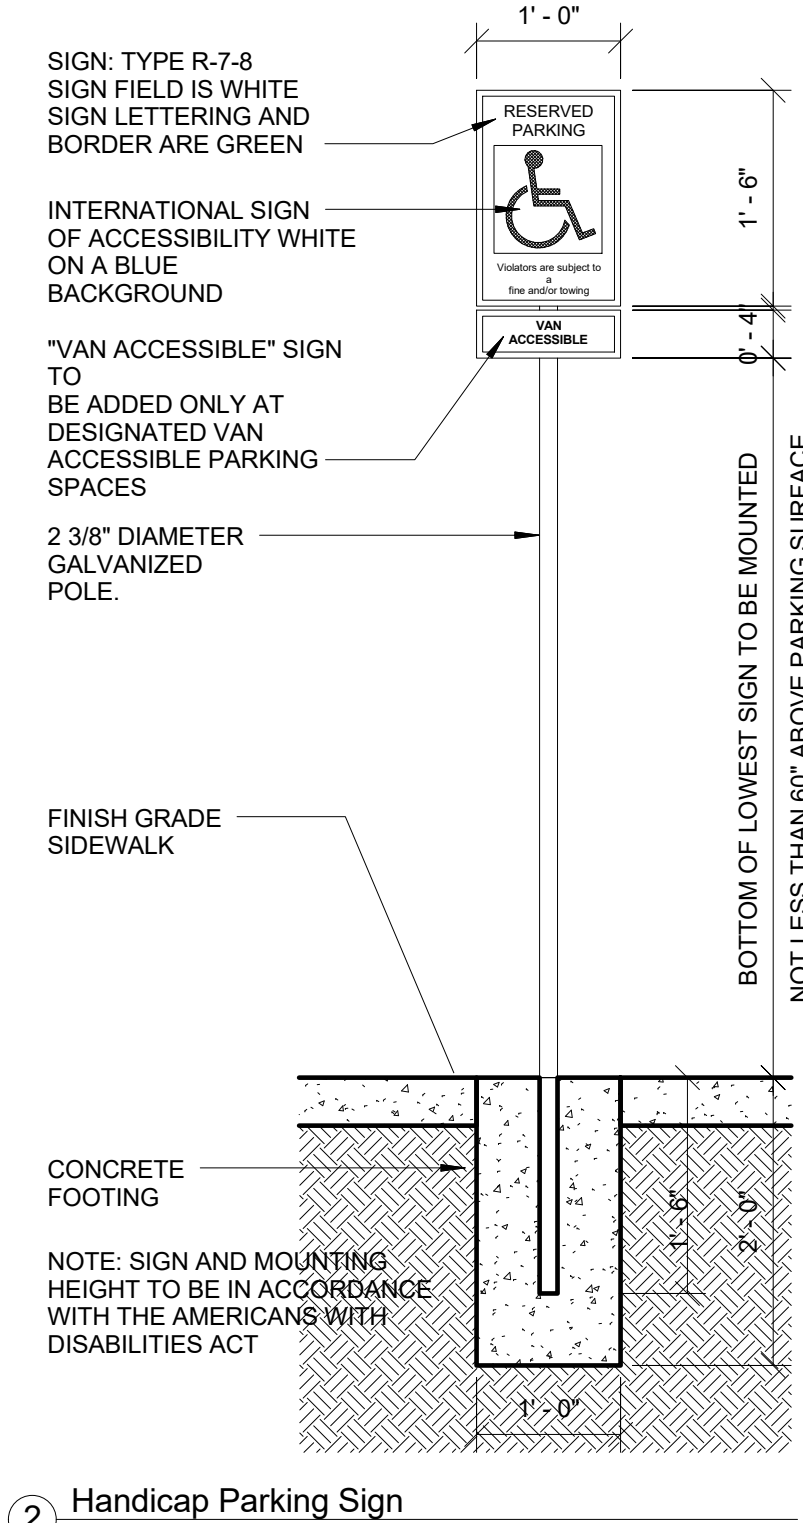 1' - 0"
SIGN: TYPE R-7-8
SIGN FIELD IS WHITE
SIGN LETTERING AND
BORDER ARE GREEN
RESERVED
PARKING
1' - 6"
INTERNATIONAL SIGN
OF ACCESSIBILITY WHITE
ON A BLUE
BACKGROUND
Violators are subject to
a
fine and/or towing
VAN
ACCESSIBLE
0' - 4"
"VAN ACCESSIBLE" SIGN
TO
BE ADDED ONLY AT
DESIGNATED VAN
ACCESSIBLE PARKING
SPACES
2 3/8" DIAMETER
GALVANIZED
POLE.
BOTTOM OF LOWEST SIGN TO BE MOUNTED
NOT LESS THAN 60" ABOVE PARKING SURFACE
FINISH GRADE
SIDEWALK
CONCRETE
FOOTING
1' - 6"
2' - 0"
NOTE: SIGN AND MOUNTING
HEIGHT TO BE IN ACCORDANCE
WITH THE AMERICANS WITH
DISABILITIES ACT
1' - 0"
2
Handicap Parking Sign